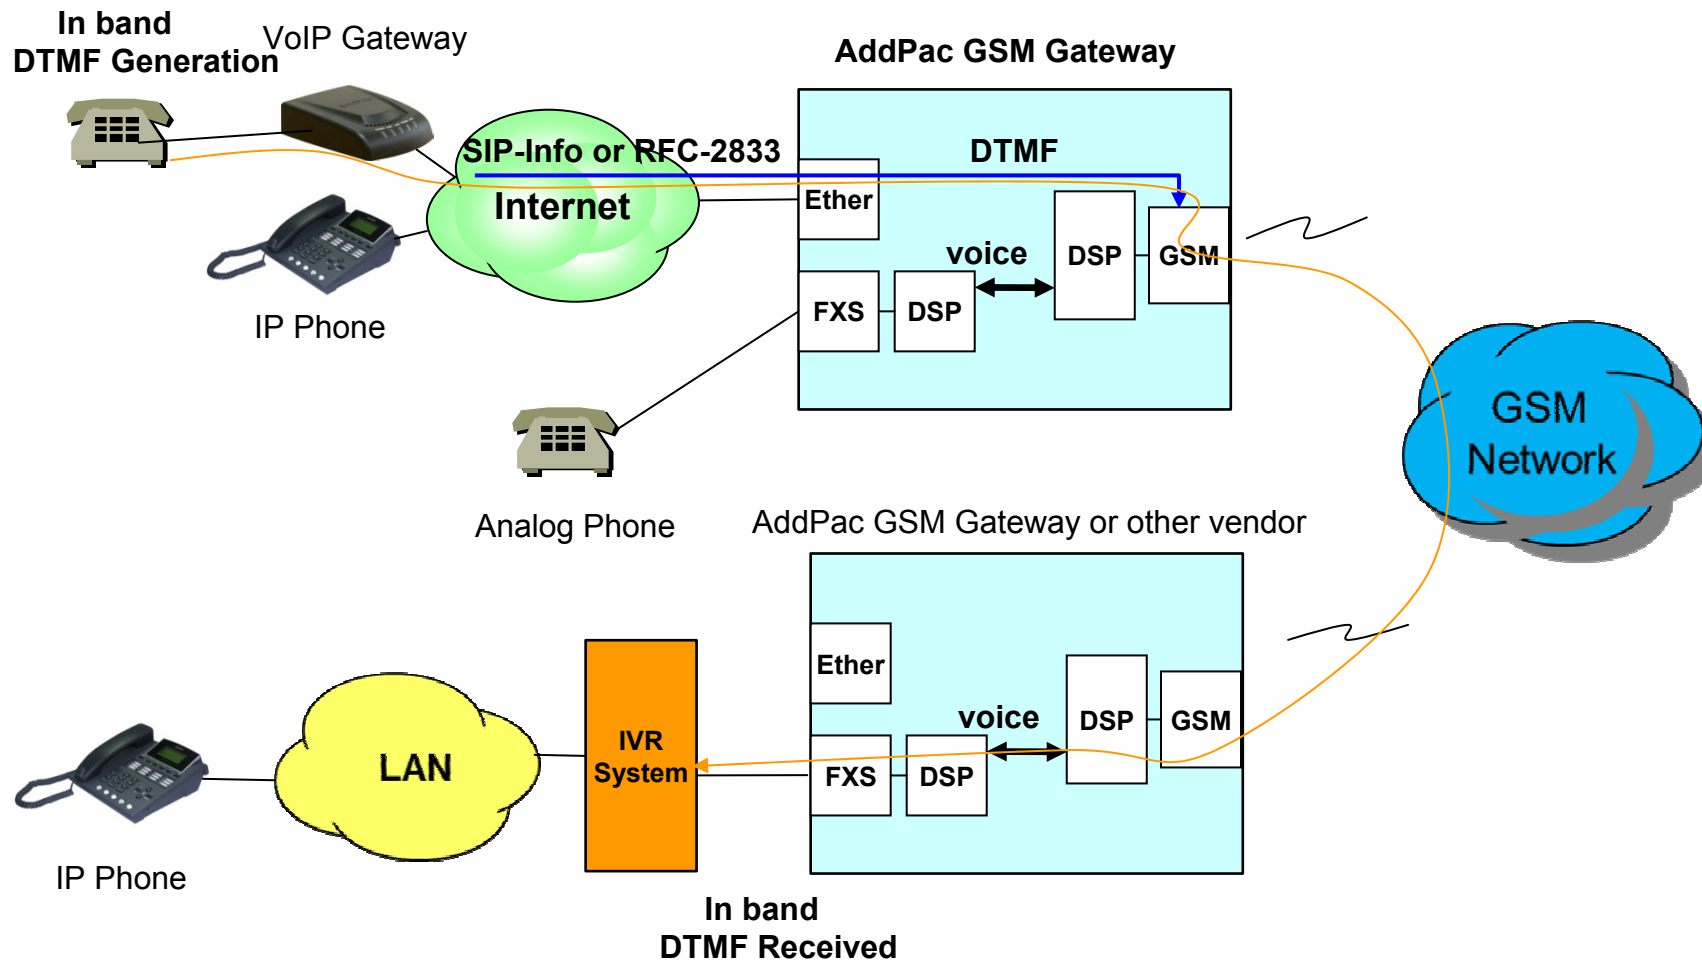 In band
DTMF Generation
VoIP Gateway
AddPac GSM Gateway
SIP-Info or RFC-2833
DTMF
Internet
Ether
voice
DSP
GSM
FXS
DSP
IP Phone
Analog Phone
GSM
Network
AddPac GSM Gateway or other vendor
Ether
voice
DSP
GSM
FXS
DSP
IVR
System
LAN
IP Phone
In band
DTMF Received